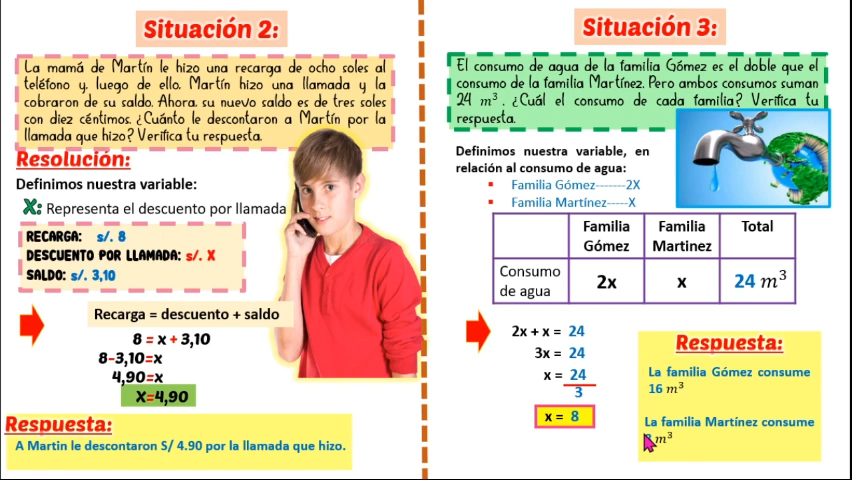 Situación 2:
La mamá de Martín le hizo una recarga de ocho soles al
teléfono y, luego de ello, Martín hizo una llamada y la
cobraron de su saldo. Ahora, su nuevo saldo es de tres soles
con diez céntimos. ¿Cuánto le descontaron a Martín por la
llamada que hizo? Verifica tu respuesta.
Resolución:
Definimos nuestra variable:
X: Representa el descuento por llamada
RECARGA: s/. 8
DESCUENTO POR LLAMADA: s/. X
SALDO: s/. 3,10
Recarga = descuento + saldo
8 = x + 3,10
8-3,10=x
4,90=x
X=4,90
Respuesta:
A Martin le descontaron S/ 4.90 por la llamada que hizo.
Situación 3:
El consumo de agua de la familia Gómez es el doble que el
consumo de la familia Martínez. Pero ambos consumos suman
24 m³. ¿Cuál el consumo de cada familia? Verifica tu
respuesta.
Definimos nuestra variable, en
relación al consumo de agua:
▪ Familia Gómez-------2X
▪ Familia Martínez-----X
Familia Gómez Familia Martinez Total
Consumo de agua 2x x 24 m³
2x + x = 24
3x = 24
x = 24
3
x = 8
Respuesta:
La familia Gómez consume
16 m³
La familia Martínez consume
m³